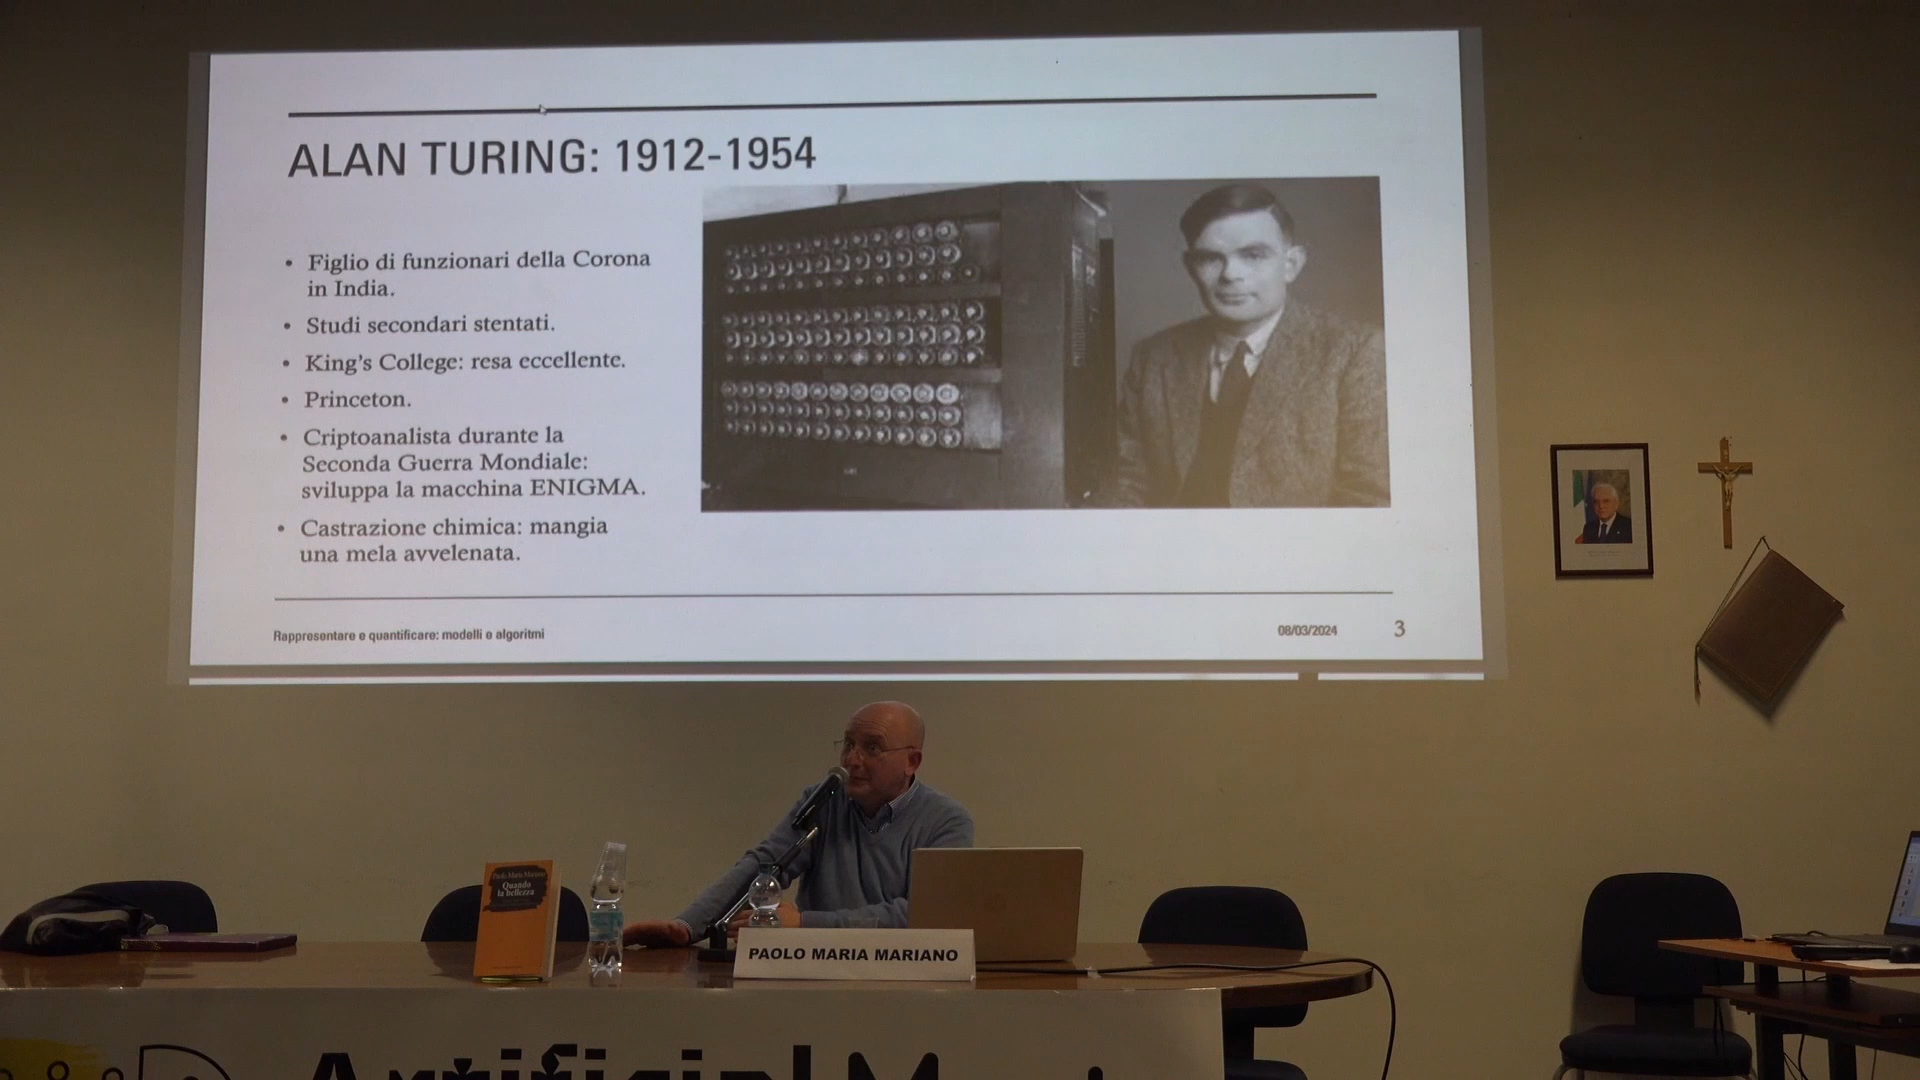 ALAN TURING: 1912-1954
• Figlio di funzionari della Corona
in India.
• Studi secondari stentati.
• King's College: resa eccellente.
• Princeton.
• Criptoanalista durante la
Seconda Guerra Mondiale:
sviluppa la macchina ENIGMA.
• Castrazione chimica: mangia
una mela avvelenata.
Rappresentare e quantificare: modelli e algoritmi
08/03/2024
3
Paolo Maria Mariano
Quando
la bellezza
PAOLO MARIA MARIANO
Artificial